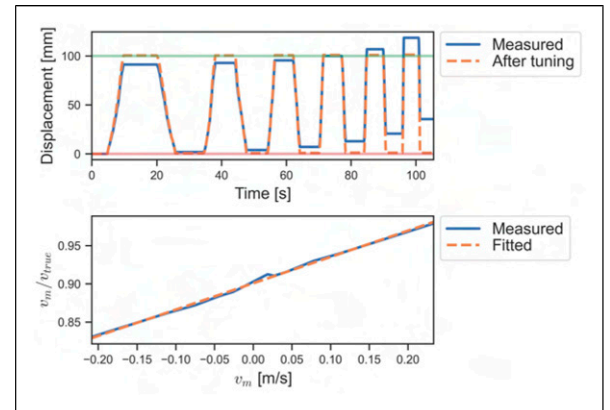 Displacement [mm]
100
50
0
0 20 40 60 80 100
Time [s]
Measured
After tuning
v_m/v_true
0.95
0.90
0.85
-0.20 -0.15 -0.10 -0.05 0.00 0.05 0.10 0.15 0.20
v_m [m/s]
Measured
Fitted